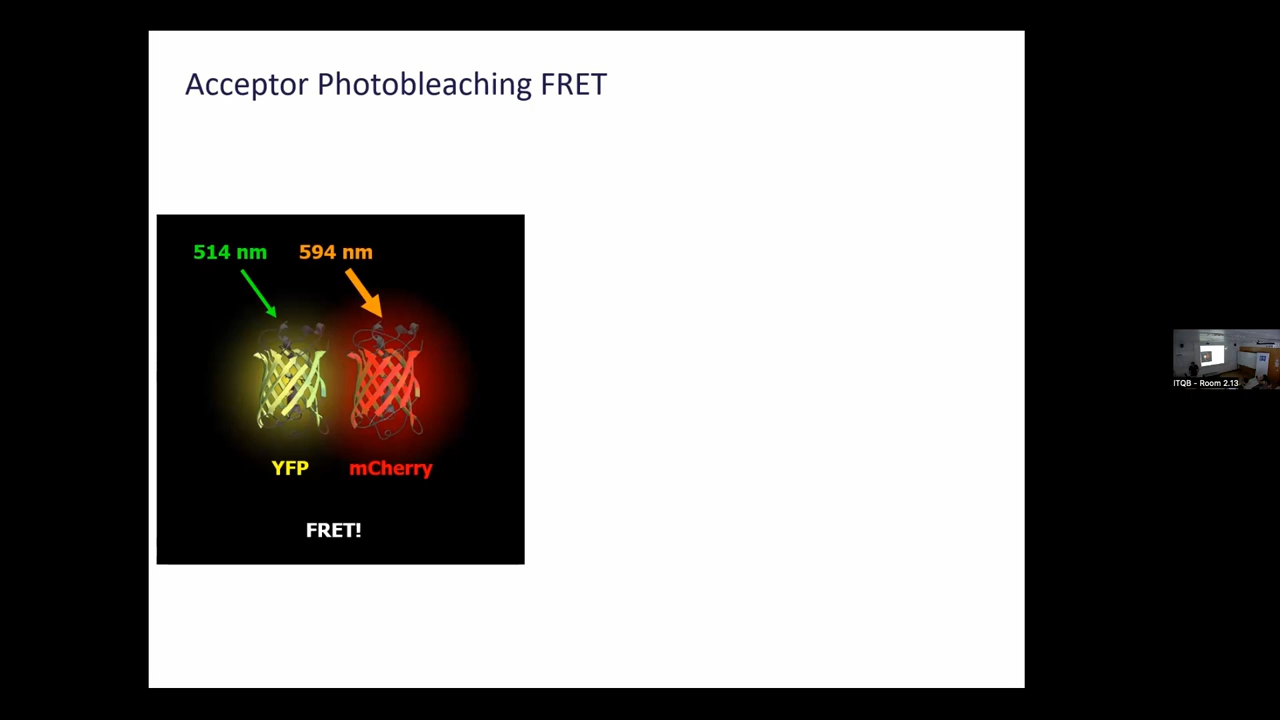 Acceptor Photobleaching FRET
514 nm 594 nm
YFP mCherry
FRET!
ITQB - Room 2.13